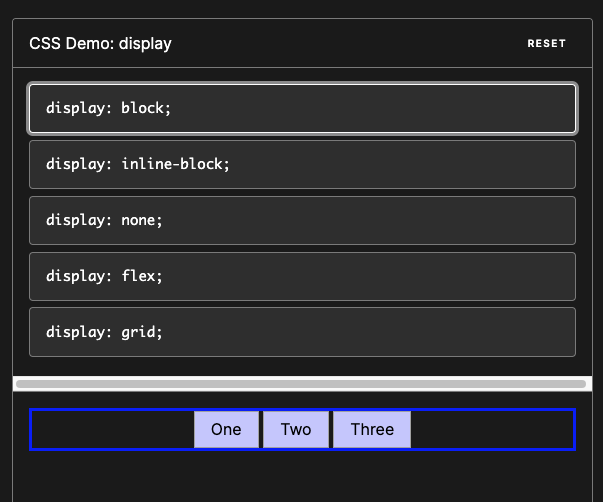 CSS Demo: display
RESET
display: block;
display: inline-block;
display: none;
display: flex;
display: grid;
One Two Three